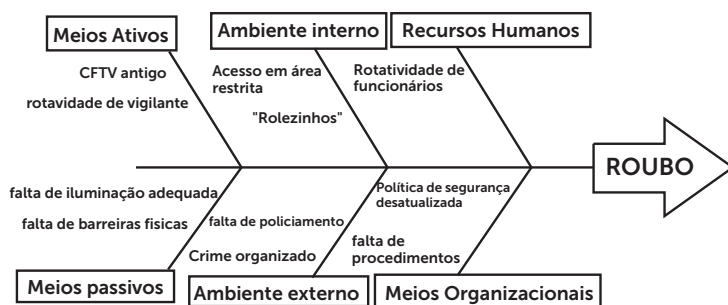 Meios Ativos
CFTV antigo
rotavidade de vigilante
Ambiente interno
Acesso em área
restrita
"Rolezinhos"
Recursos Humanos
Rotatividade de
funcionários
ROUBO
falta de iluminação adequada
falta de barreiras fisicas
Meios passivos
falta de policiamento
Crime organizado
Ambiente externo
Política de segurança
desatualizada
falta de
procedimentos
Meios Organizacionais